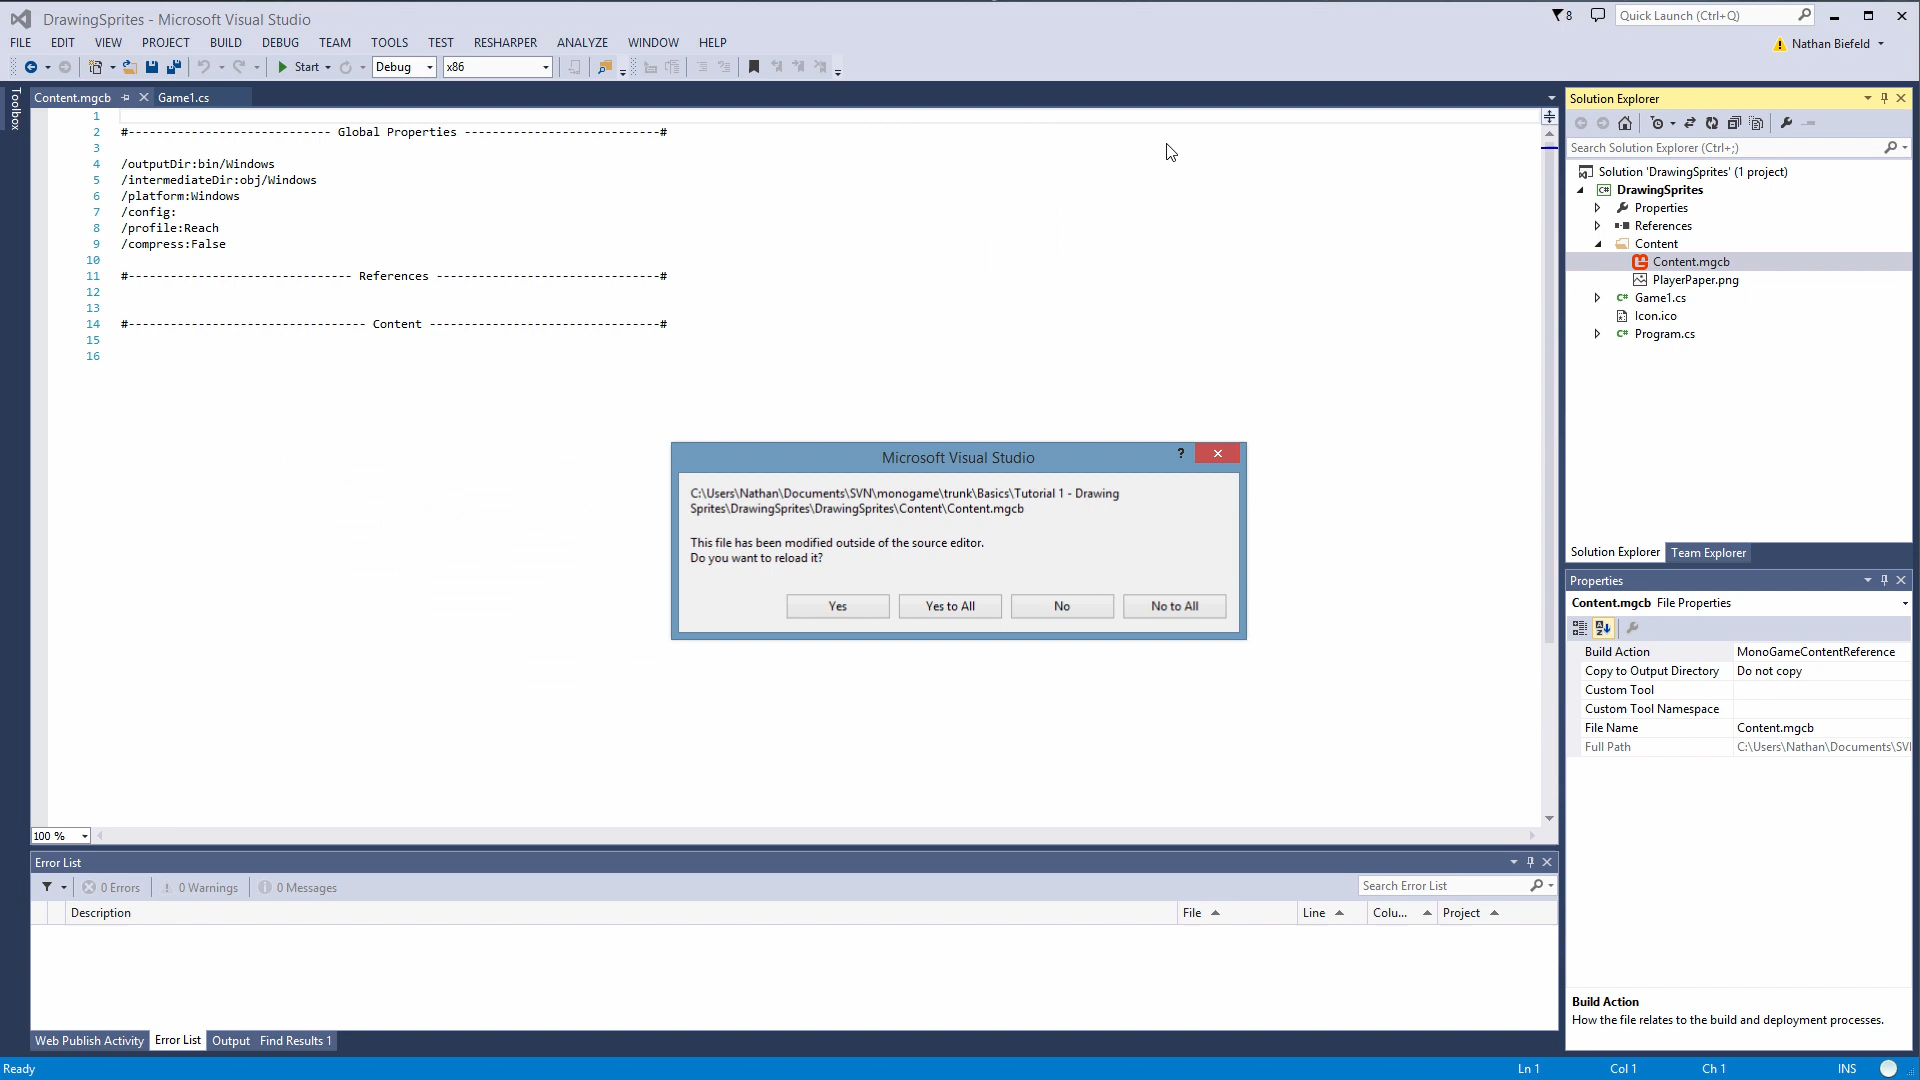 DrawingSprites - Microsoft Visual Studio
8
Quick Launch (Ctrl+Q)
FILE EDIT VIEW PROJECT BUILD DEBUG TEAM TOOLS TEST RESHARPER ANALYZE WINDOW HELP
Nathan Biefeld
Start Debug x86
Toolbox
Content.mgcb Game1.cs
1
2 #---------------------------- Global Properties ----------------------------#
3
4 /outputDir:bin/Windows
5 /intermediateDir:obj/Windows
6 /platform:Windows
7 /config:
8 /profile:Reach
9 /compress:False
10
11 #-------------------------------- References --------------------------------#
12
13
14 #---------------------------------- Content ---------------------------------#
15
16
100 %
Microsoft Visual Studio
?
C:\Users\Nathan\Documents\SVN\monogame\trunk\Basics\Tutorial 1 - Drawing
Sprites\DrawingSprites\DrawingSprites\Content\Content.mgcb
This file has been modified outside of the source editor.
Do you want to reload it?
Yes Yes to All No No to All
Solution Explorer
Search Solution Explorer (Ctrl+;)
Solution 'DrawingSprites' (1 project)
DrawingSprites
Properties
References
Content
Content.mgcb
PlayerPaper.png
Game1.cs
Icon.ico
Program.cs
Solution Explorer Team Explorer
Properties
Content.mgcb File Properties
Build Action MonoGameContentReference
Copy to Output Directory Do not copy
Custom Tool
Custom Tool Namespace
File Name Content.mgcb
Full Path C:\Users\Nathan\Documents\SV
Build Action
How the file relates to the build and deployment processes.
Error List
0 Errors 0 Warnings 0 Messages
Search Error List
Description File Line Colu... Project
Web Publish Activity Error List Output Find Results 1
Ready Ln 1 Col 1 Ch 1 INS